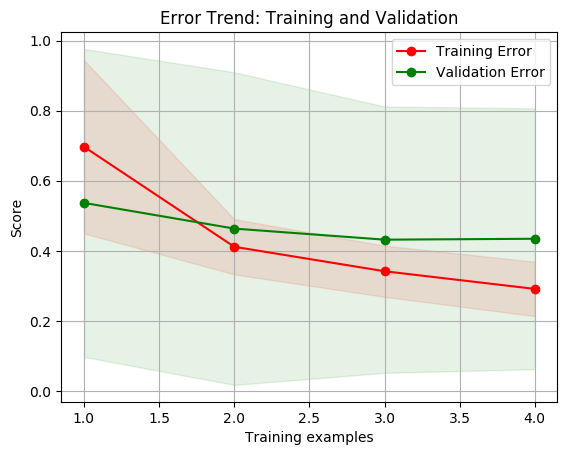 Error Trend: Training and Validation
Training Error
Validation Error
Score
1.0
0.8
0.6
0.4
0.2
0.0
1.0 1.5 2.0 2.5 3.0 3.5 4.0
Training examples